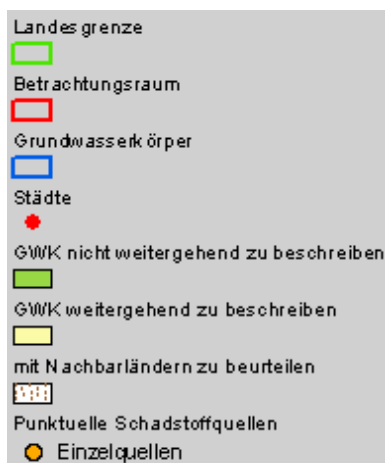 Landesgrenze
Betrachtungsraum
Grundwasserkörper
Städte
GWK nicht weitergehend zu beschreiben
GWK weitergehend zu beschreiben
mit Nachbarländern zu beurteilen
Punktuelle Schadstoffquellen
Einzelquellen